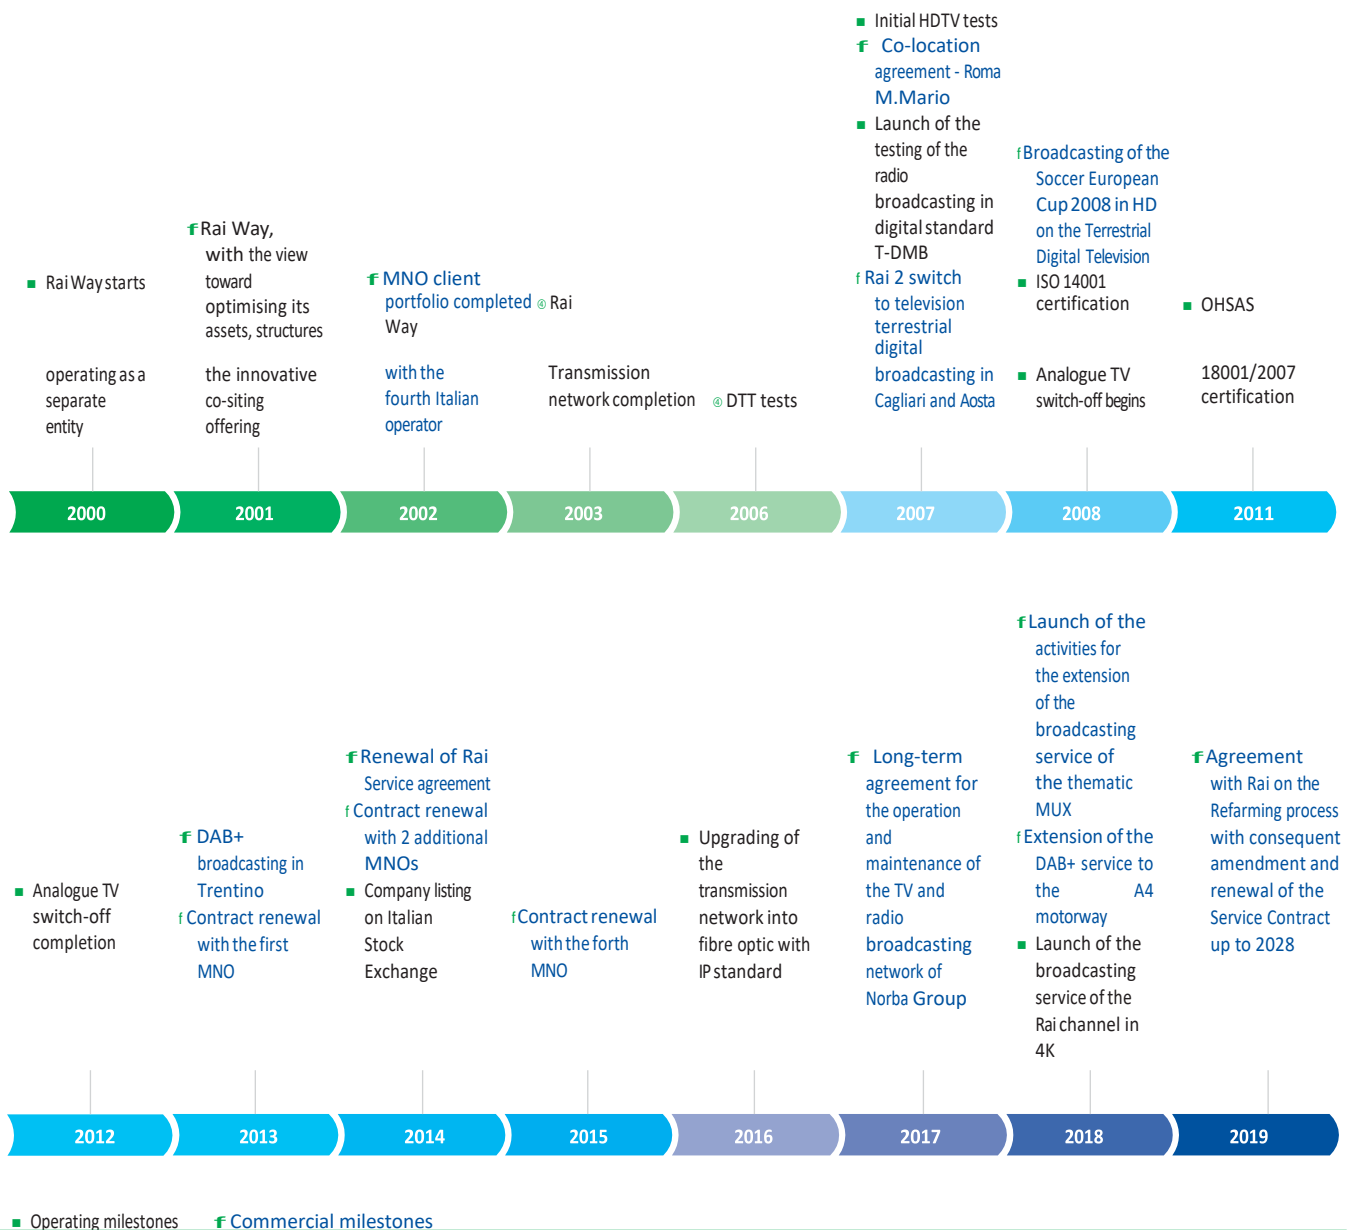 ■ Rai Way starts
operating as a
separate
entity
f Rai Way,
with the view
toward
optimising its
assets, structures
the innovative
co-siting
offering
f MNO client
portfolio completed
with the
fourth Italian
operator
④ Rai
Way
Transmission
network completion
④ DTT tests
■ Initial HDTV tests
f Co-location
agreement - Roma
M.Mario
■ Launch of the
testing of the
radio
broadcasting in
digital standard
T-DMB
f Rai 2 switch
to television
terrestrial
digital
broadcasting in
Cagliari and Aosta
f Broadcasting of the
Soccer European
Cup 2008 in HD
on the Terrestrial
Digital Television
■ ISO 14001
certification
■ Analogue TV
switch-off begins
■ OHSAS
18001/2007
certification
2000
2001
2002
2003
2006
2007
2008
2011
■ Analogue TV
switch-off
completion
f DAB+
broadcasting in
Trentino
f Contract renewal
with the first
MNO
f Renewal of Rai
Service agreement
f Contract renewal
with 2 additional
MNOs
■ Company listing
on Italian
Stock
Exchange
f Contract renewal
with the forth
MNO
■ Upgrading of
the
transmission
network into
fibre optic with
IP standard
f Long-term
agreement for
the operation
and
maintenance of
the TV and
radio
broadcasting
network of
Norba Group
f Launch of the
activities for
the extension
of the
broadcasting
service of
the thematic
MUX
f Extension of the
DAB+ service to
the A4
motorway
■ Launch of the
broadcasting
service of the
Rai channel in
4K
f Agreement
with Rai on the
Refarming process
with consequent
amendment and
renewal of the
Service Contract
up to 2028
2012
2013
2014
2015
2016
2017
2018
2019
■ Operating milestones f Commercial milestones